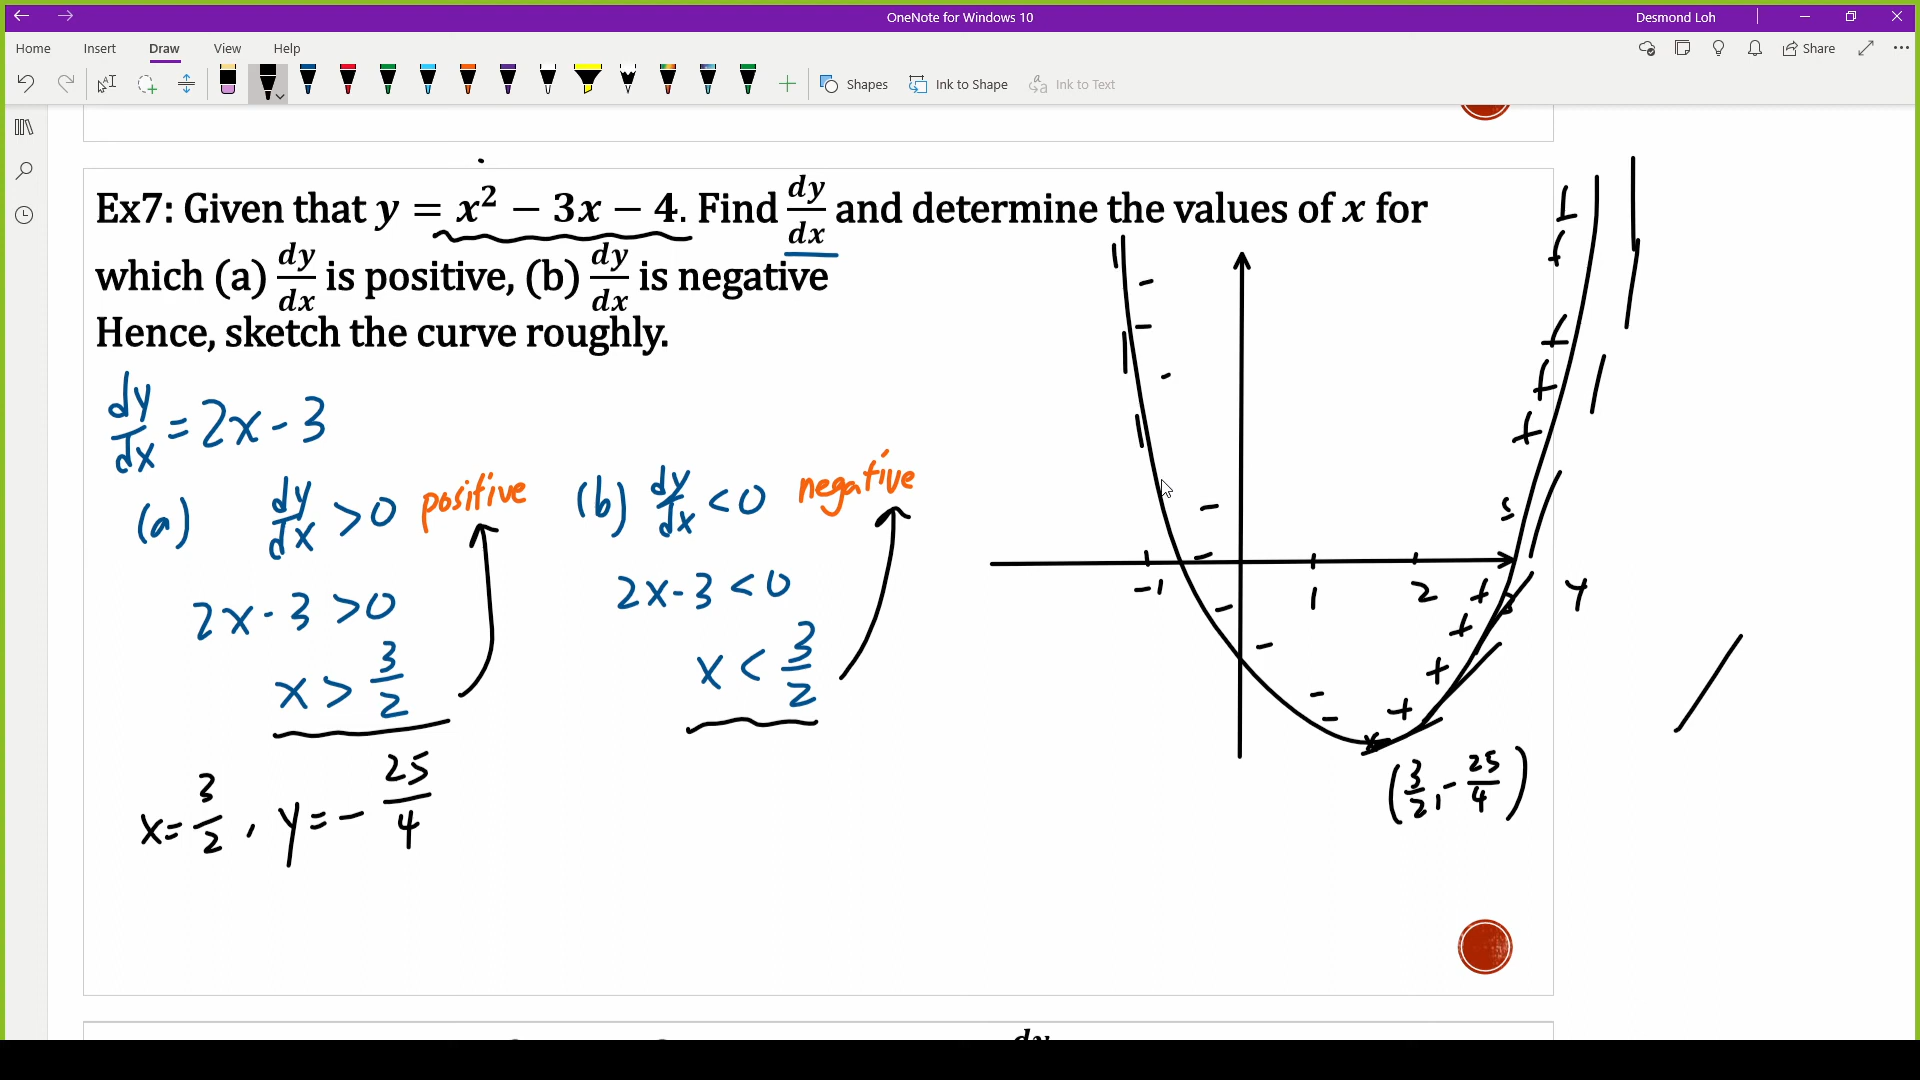 OneNote for Windows 10
Desmond Loh
Home Insert Draw View Help
Share
Shapes Ink to Shape Ink to Text
Ex7: Given that y = x² − 3x − 4. Find dy/dx and determine the values of x for
which (a) dy/dx is positive, (b) dy/dx is negative
Hence, sketch the curve roughly.
dy/dx = 2x - 3
(a) dy/dx > 0 positive
2x - 3 > 0
x > 3/2
x = 3/2, y = - 25/4
(b) dy/dx < 0 negative
2x - 3 < 0
x < 3/2
-1 1 2 3 4
(3/2, - 25/4)